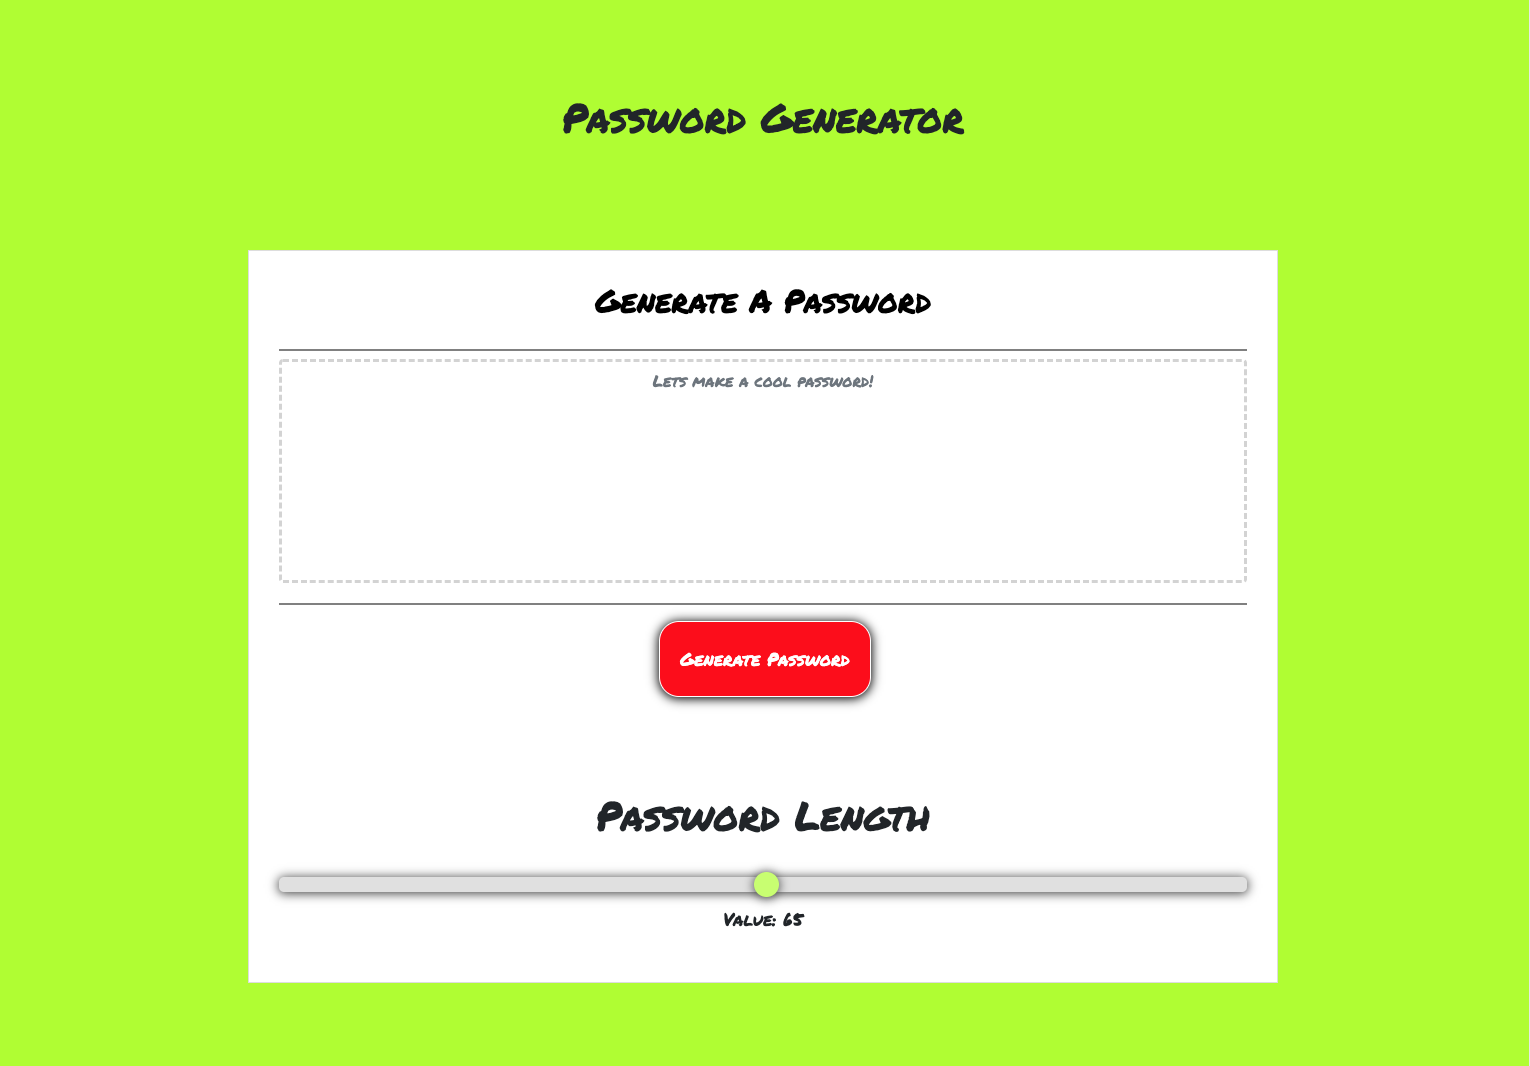 Password Generator
Generate A Password
Lets make a cool password!
Generate Password
Password Length
Value: 65